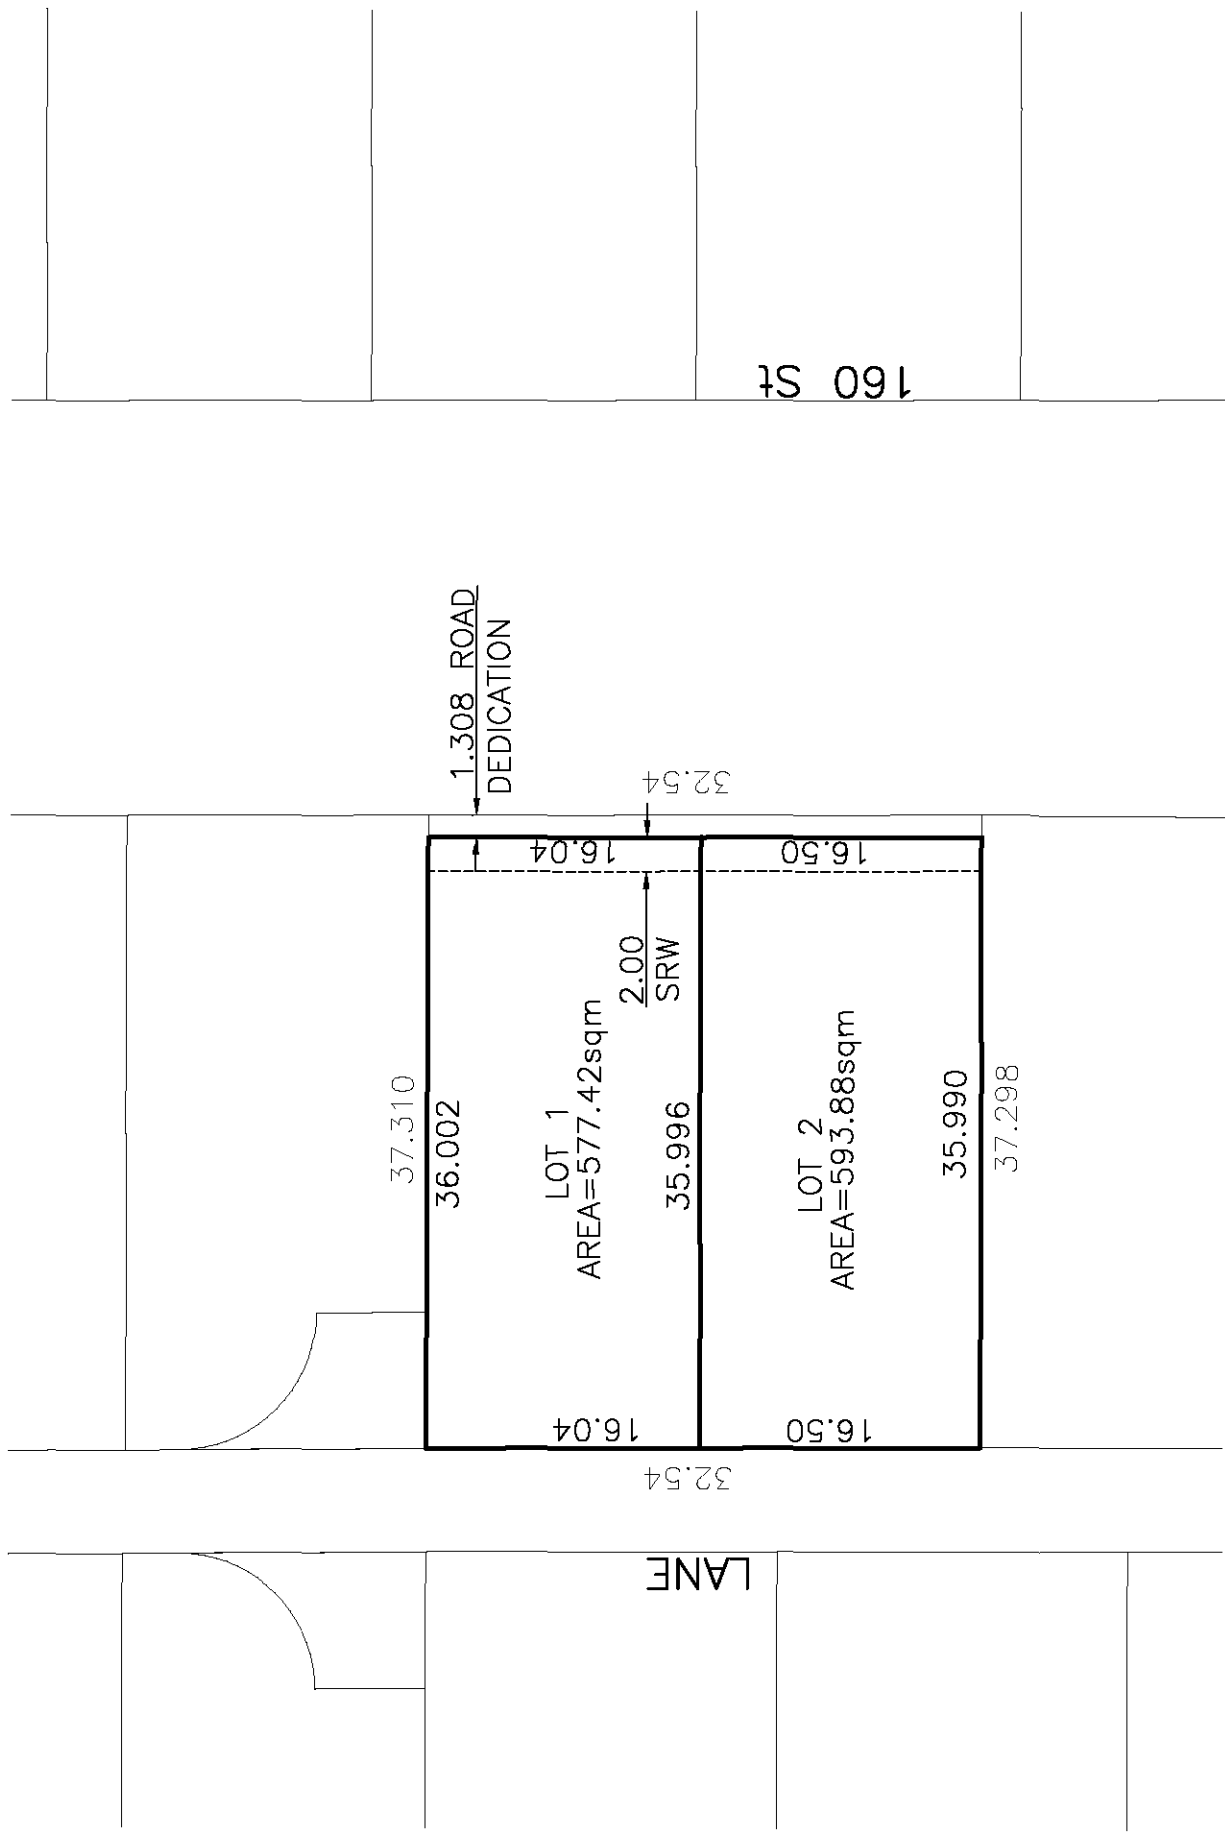 160 St
1.308 ROAD
DEDICATION
32.54
16.04
16.50
2.00
SRW
37.310
36.002
LOT 1
AREA=577.42sqm
35.996
LOT 2
AREA=593.88sqm
35.990
37.298
16.04
16.50
32.54
LANE